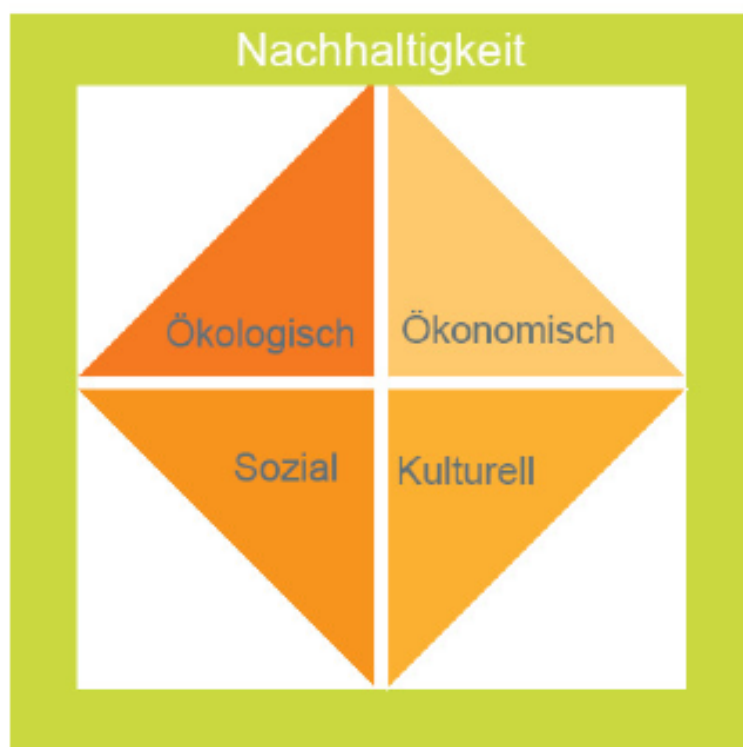 Nachhaltigkeit
Ökologisch
Ökonomisch
Sozial
Kulturell